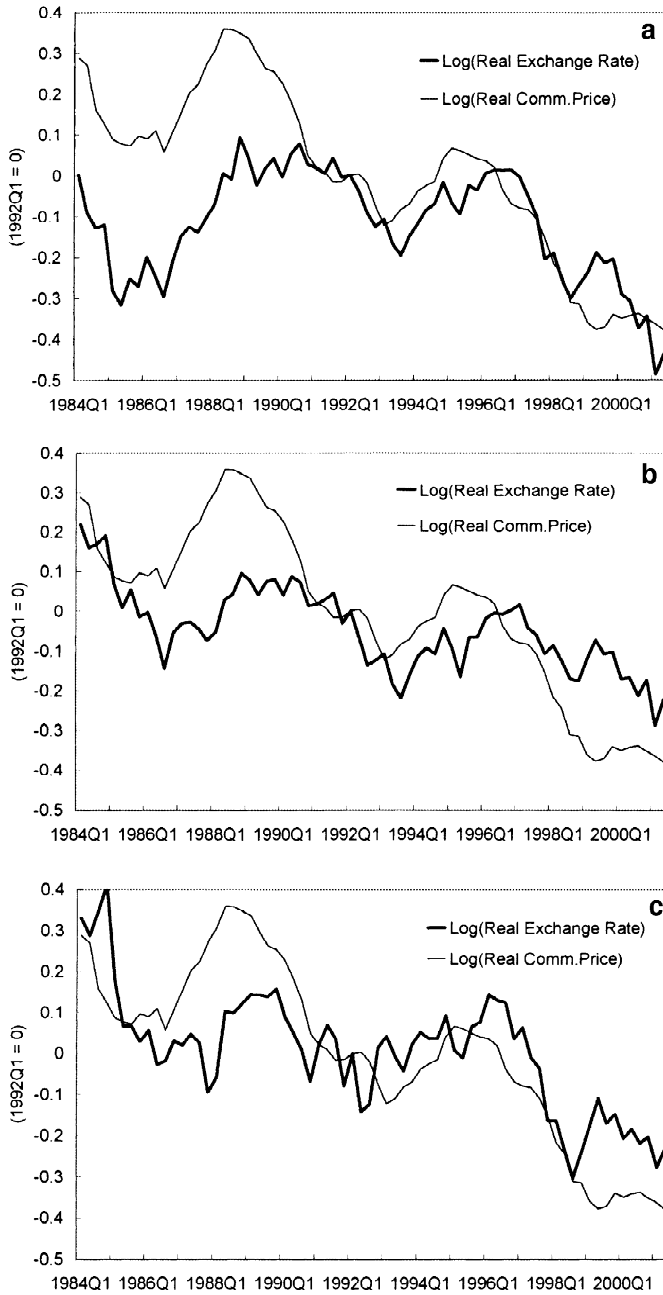 a
Log(Real Exchange Rate)
Log(Real Comm.Price)
(1992Q1 = 0)
0.4
0.3
0.2
0.1
0
-0.1
-0.2
-0.3
-0.4
-0.5
1984Q1 1986Q1 1988Q1 1990Q1 1992Q1 1994Q1 1996Q1 1998Q1 2000Q1
b
Log(Real Exchange Rate)
Log(Real Comm.Price)
(1992Q1 = 0)
0.4
0.3
0.2
0.1
0
-0.1
-0.2
-0.3
-0.4
-0.5
1984Q1 1986Q1 1988Q1 1990Q1 1992Q1 1994Q1 1996Q1 1998Q1 2000Q1
c
Log(Real Exchange Rate)
Log(Real Comm.Price)
(1992Q1 = 0)
0.4
0.3
0.2
0.1
0
-0.1
-0.2
-0.3
-0.4
-0.5
1984Q1 1986Q1 1988Q1 1990Q1 1992Q1 1994Q1 1996Q1 1998Q1 2000Q1